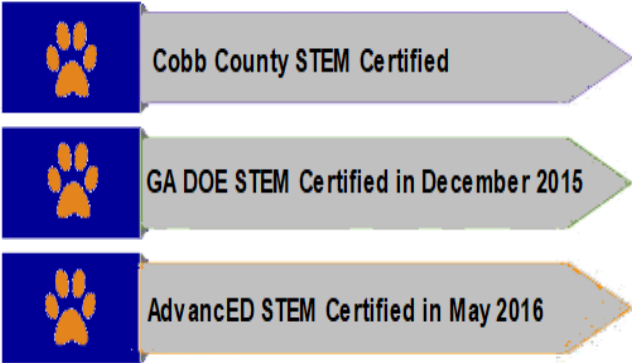 Cobb County STEM Certified
GA DOE STEM Certified in December 2015
AdvancED STEM Certified in May 2016